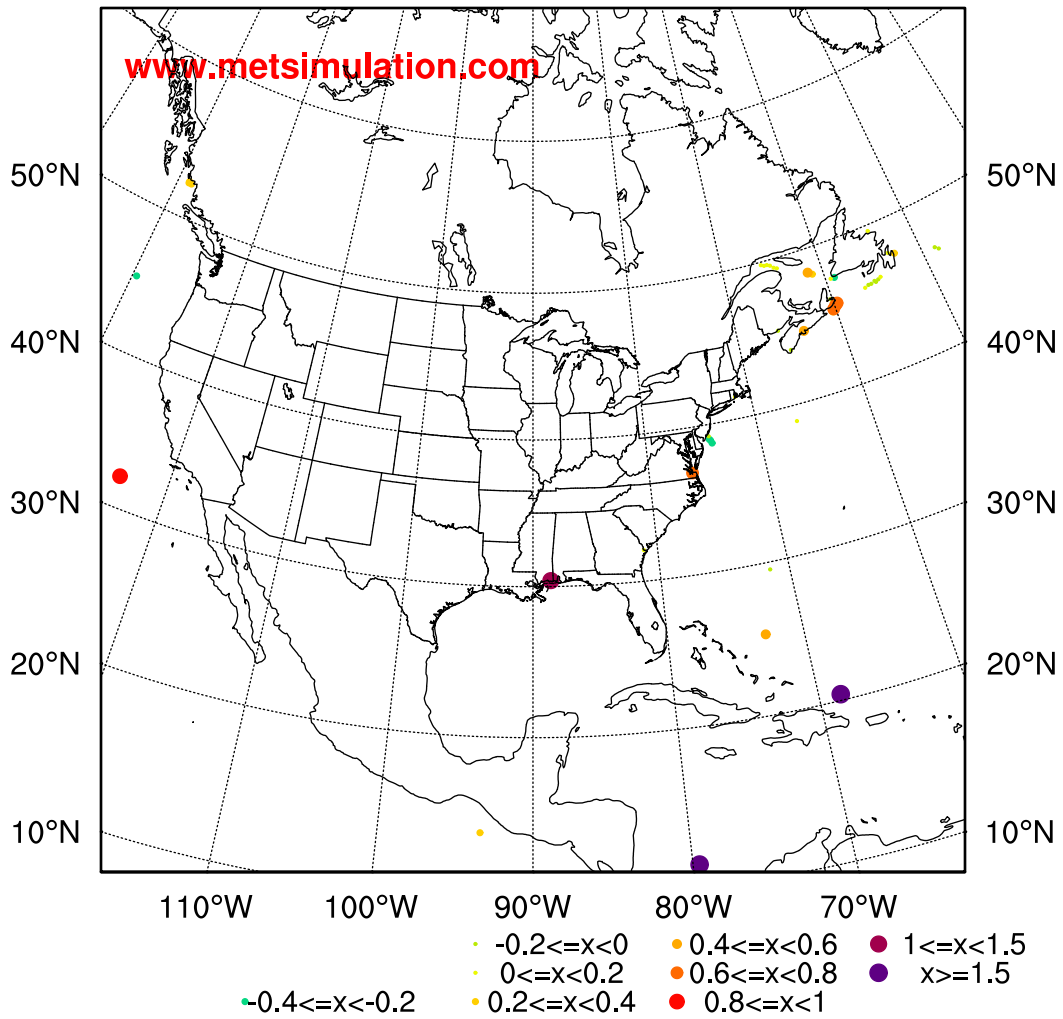 www.metsimulation.com
50°N 50°N
40°N 40°N
30°N 30°N
20°N 20°N
10°N 10°N
110°W 100°W 90°W 80°W 70°W
-0.2<=x<0 0.4<=x<0.6 1<=x<1.5
0<=x<0.2 0.6<=x<0.8 x>=1.5
-0.4<=x<-0.2 0.2<=x<0.4 0.8<=x<1